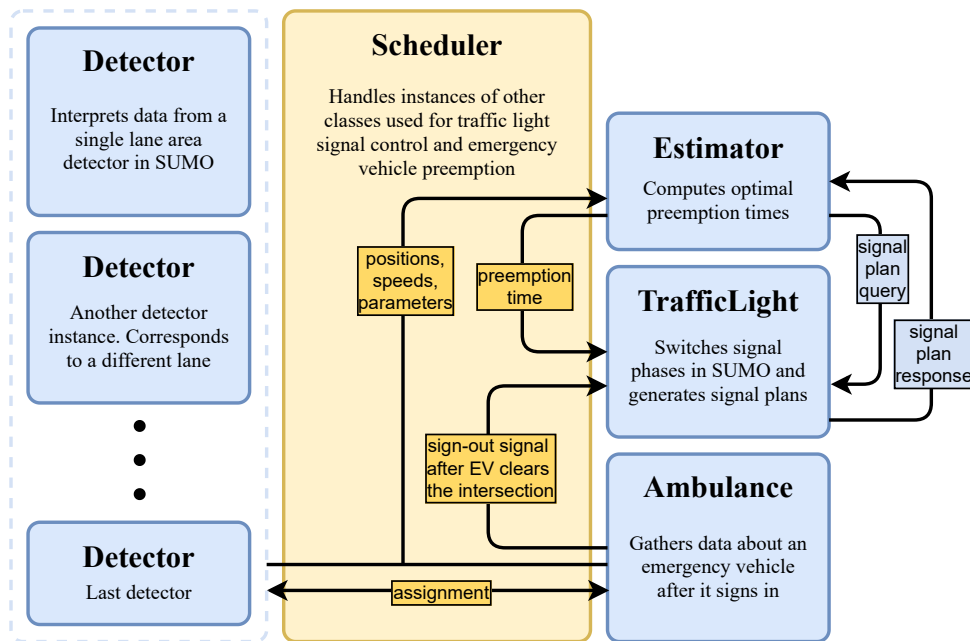 Detector
Interprets data from a
single lane area
detector in SUMO
Detector
Another detector
instance. Corresponds
to a different lane
Detector
Last detector
Scheduler
Handles instances of other
classes used for traffic light
signal control and emergency
vehicle preemption
positions,
speeds,
parameters
preemption
time
sign-out signal
after EV clears
the intersection
assignment
Estimator
Computes optimal
preemption times
TrafficLight
Switches signal
phases in SUMO and
generates signal plans
Ambulance
Gathers data about an
emergency vehicle
after it signs in
signal
plan
query
signal
plan
response